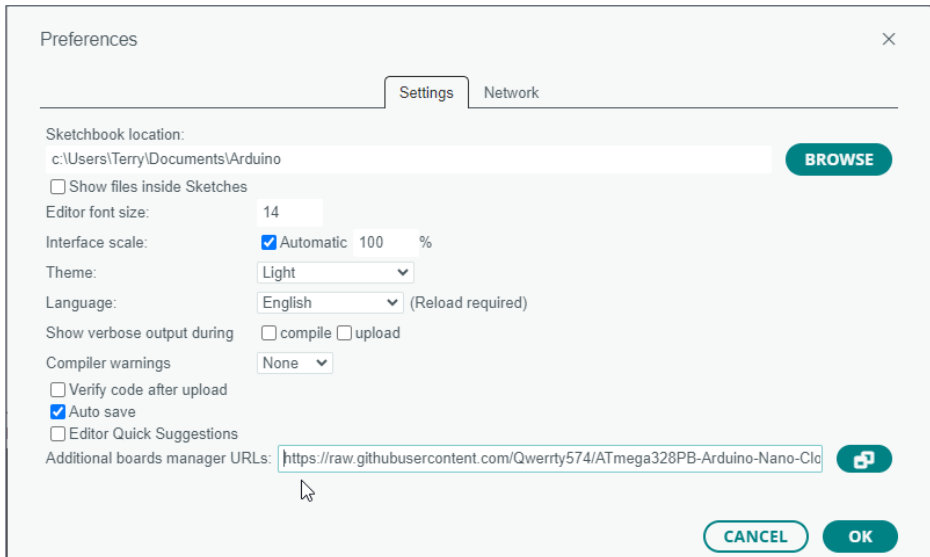 Preferences
Settings Network
Sketchbook location:
c:\Users\Terry\Documents\Arduino
BROWSE
Show files inside Sketches
Editor font size: 14
Interface scale: Automatic 100 %
Theme: Light
Language: English (Reload required)
Show verbose output during compile upload
Compiler warnings None
Verify code after upload
Auto save
Editor Quick Suggestions
Additional boards manager URLs: https://raw.githubusercontent.com/Qwerrty574/ATmega328PB-Arduino-Nano-Clo
CANCEL OK